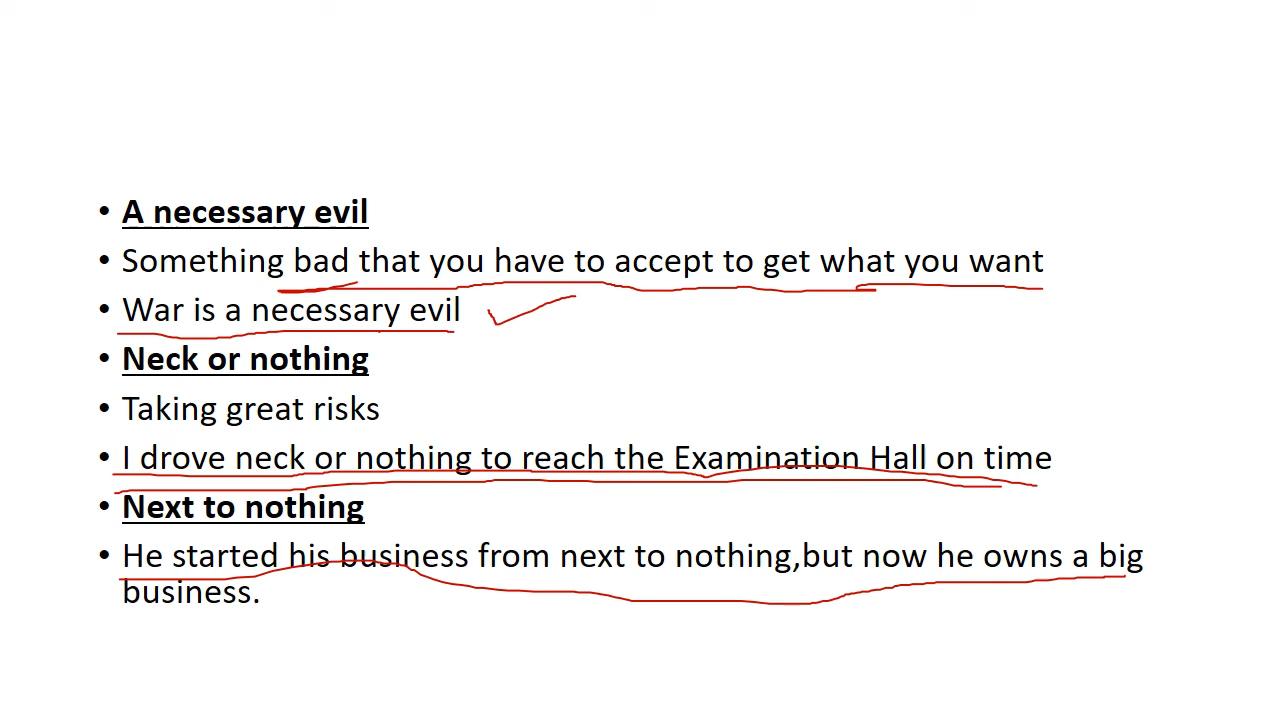 • A necessary evil
• Something bad that you have to accept to get what you want
• War is a necessary evil
• Neck or nothing
• Taking great risks
• I drove neck or nothing to reach the Examination Hall on time
• Next to nothing
• He started his business from next to nothing,but now he owns a big
business.